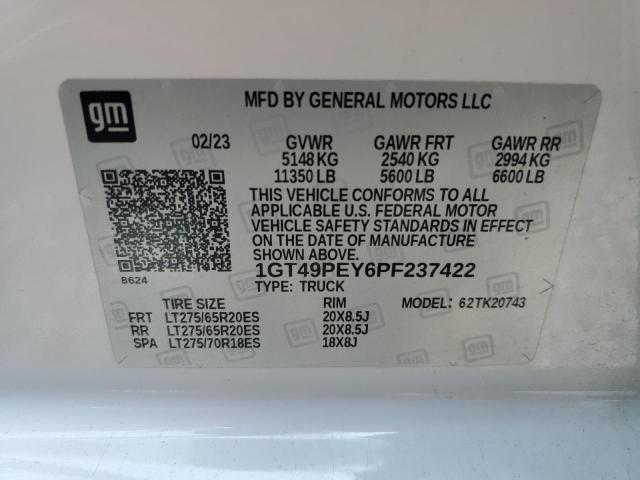 gm
MFD BY GENERAL MOTORS LLC
02/23 GVWR GAWR FRT GAWR RR
5148 KG 2540 KG 2994 KG
11350 LB 5600 LB 6600 LB
THIS VEHICLE CONFORMS TO ALL
APPLICABLE U.S. FEDERAL MOTOR
VEHICLE SAFETY STANDARDS IN EFFECT
ON THE DATE OF MANUFACTURE
SHOWN ABOVE.
8624
1GT49PEY6PF237422
TYPE: TRUCK
TIRE SIZE RIM MODEL: 62TK20743
FRT LT275/65R20ES 20X8.5J
RR LT275/65R20ES 20X8.5J
SPA LT275/70R18ES 18X8J